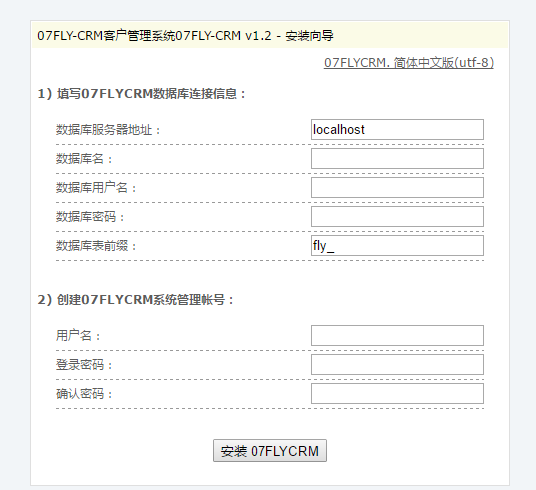 07FLY-CRM客户管理系统07FLY-CRM v1.2 - 安装向导
07FLYCRM. 简体中文版(utf-8)
1) 填写07FLYCRM数据库连接信息：
数据库服务器地址： localhost
数据库名：
数据库用户名：
数据库密码：
数据库表前缀： fly_
2) 创建07FLYCRM系统管理帐号：
用户名：
登录密码：
确认密码：
安装 07FLYCRM